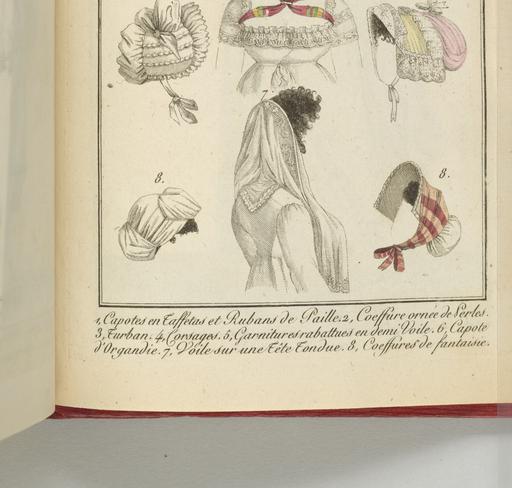 7
8.
8.
1, Capotes en Taffetas et Rubans de Paille. 2, Coeffure ornée de Perles.
3, Turban. 4, Corsages. 5, Garnitures rabattues en demi Voile. 6, Capote
d'Organdie. 7, Voile sur une Tête Tondue. 8, Coeffures de fantaisie.